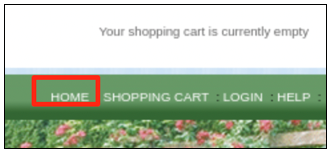 Your shopping cart is currently empty
HOME SHOPPING CART : LOGIN : HELP :